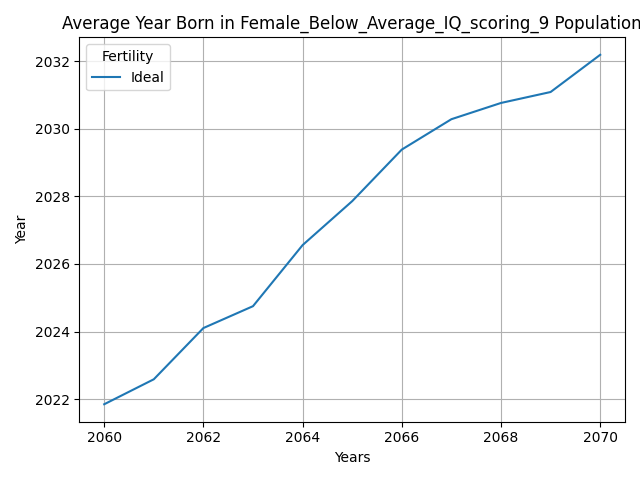 Average Year Born in Female_Below_Average_IQ_scoring_9 Population
Fertility
Ideal
Year
2032
2030
2028
2026
2024
2022
2060 2062 2064 2066 2068 2070
Years